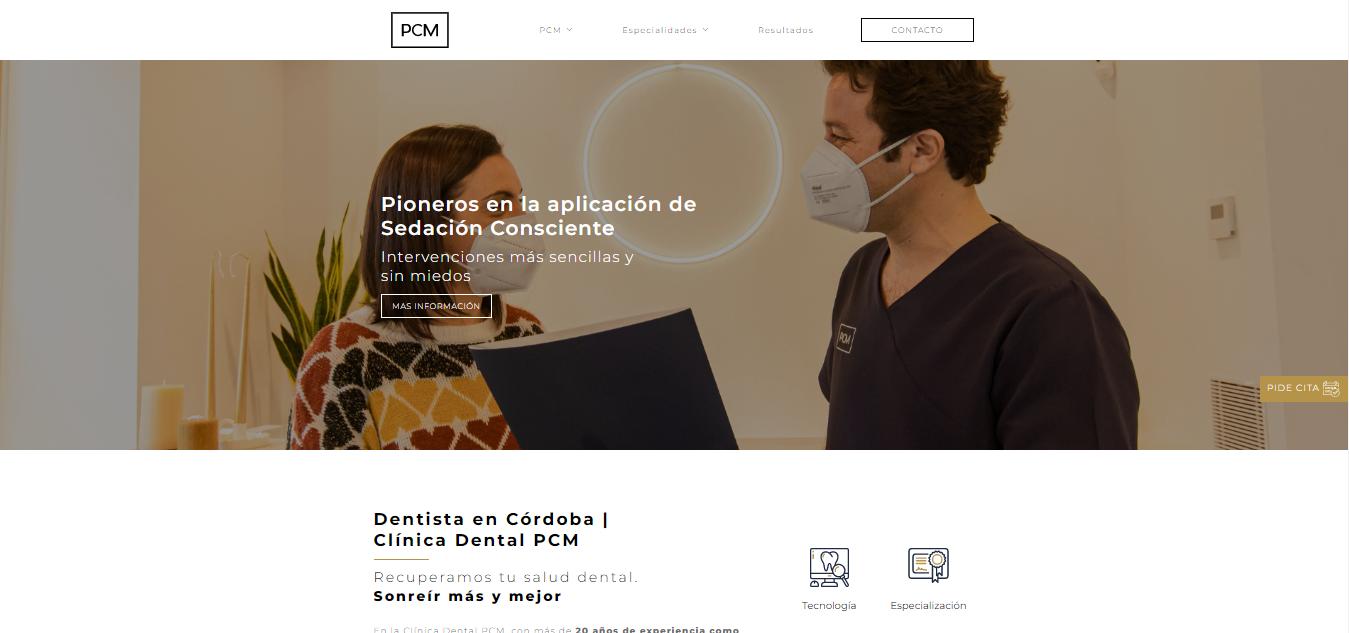 PCM
PCM
Especialidades
Resultados
CONTACTO
Pioneros en la aplicación de
Sedación Consciente
Intervenciones más sencillas y
sin miedos
MAS INFORMACIÓN
PCM
PIDE CITA
Dentista en Córdoba |
Clínica Dental PCM
Recuperamos tu salud dental.
Sonreír más y mejor
Tecnología
Especialización
En la Clínica Dental PCM, con más de 20 años de experiencia como